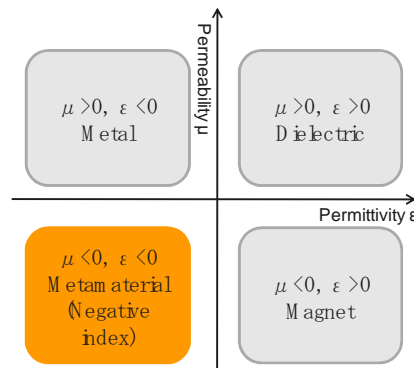 Permeability μ
μ>0, ε<0
Metal
μ>0, ε>0
Dielectric
Permittivity ε
μ<0, ε<0
Metamaterial
(Negative
index)
μ<0, ε>0
Magnet